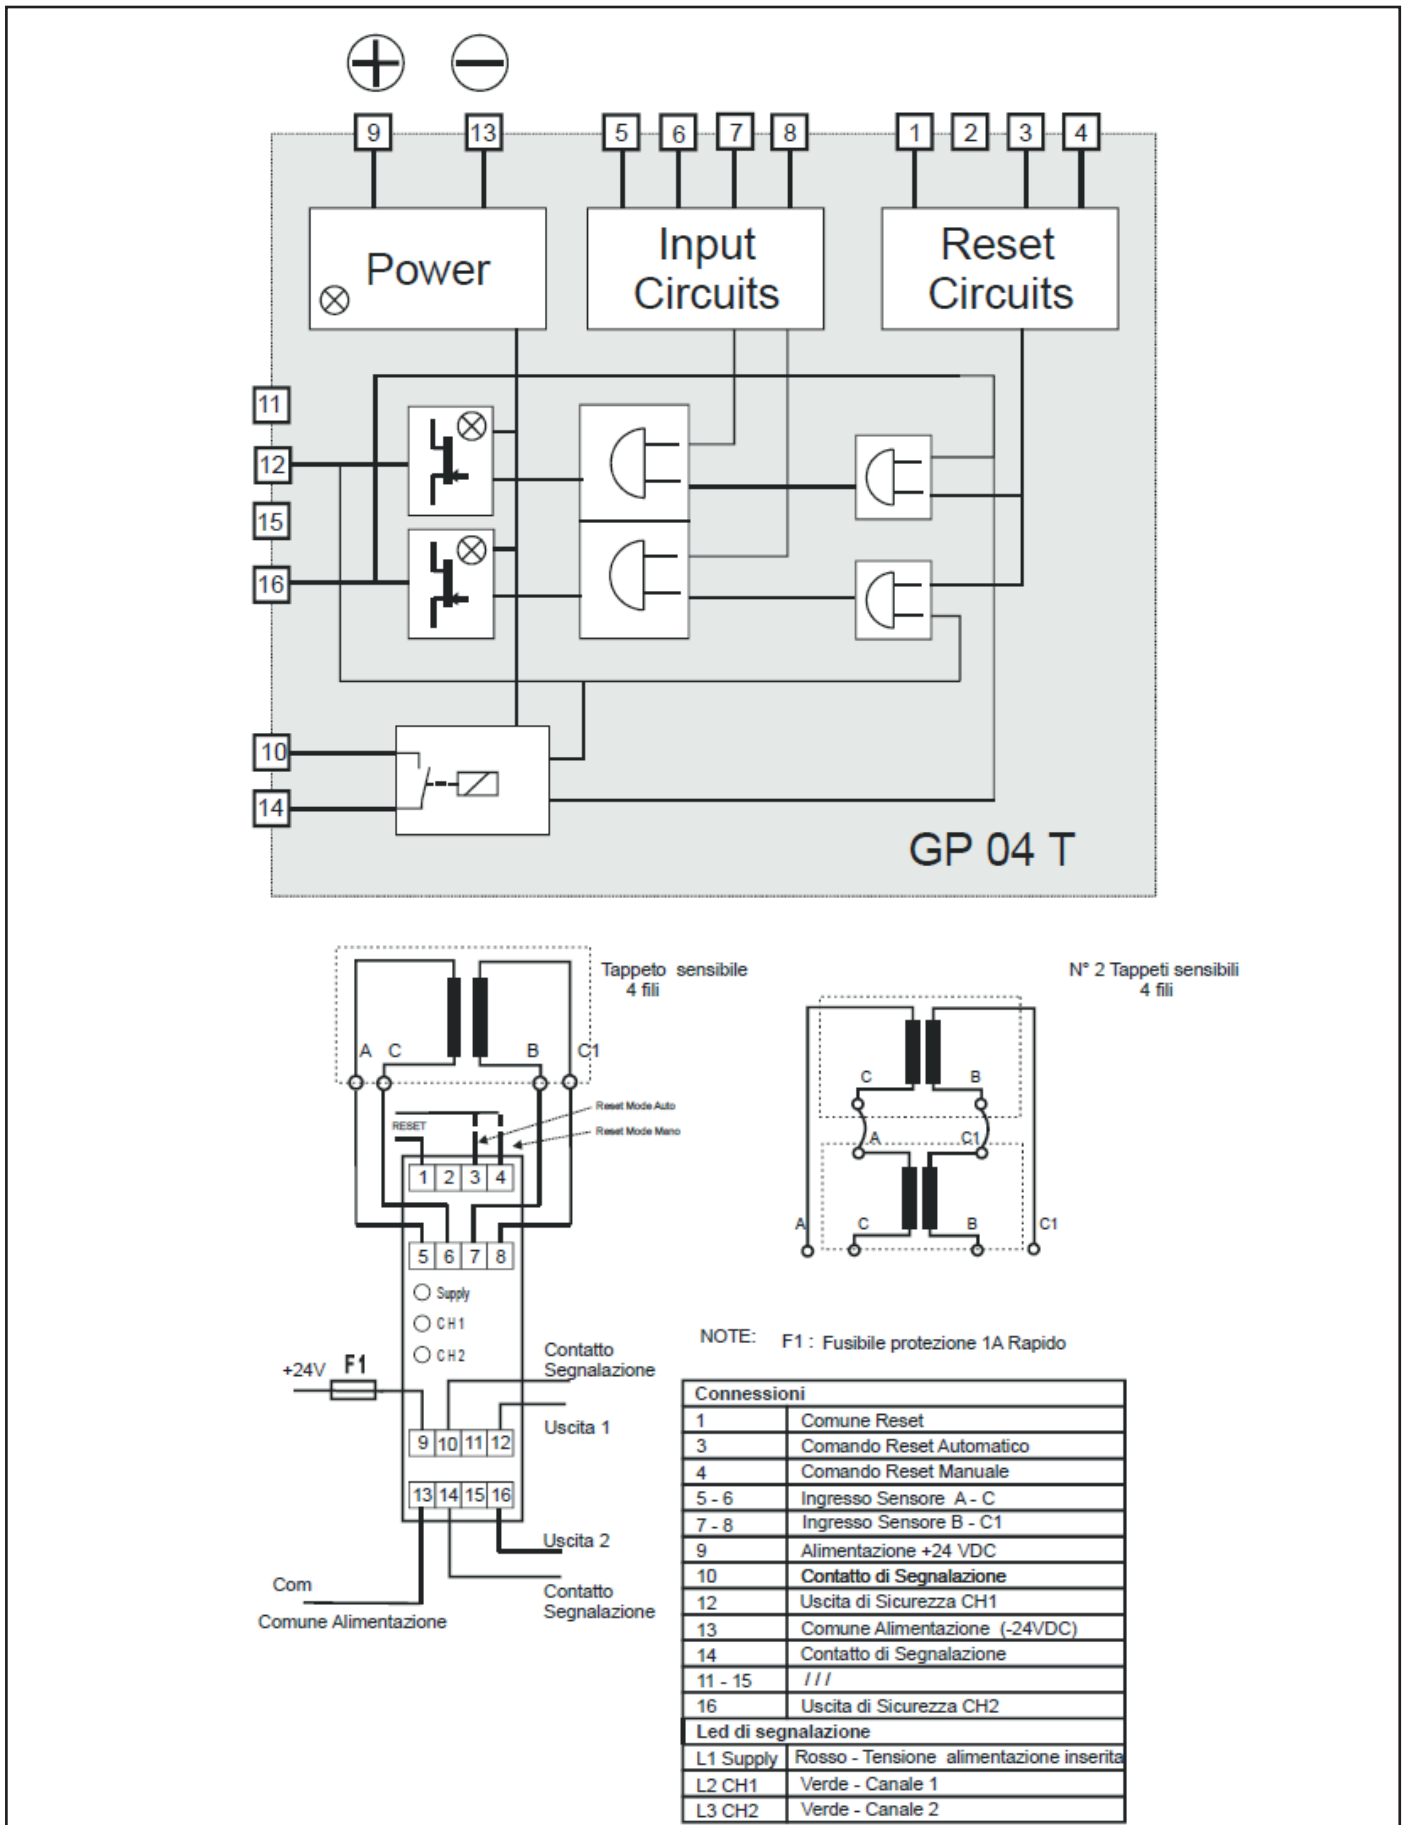 9 13 5 6 7 8 1 2 3 4
Power
Input
Circuits
Reset
Circuits
11
12
15
16
10
14
GP 04 T
Tappeto sensibile
4 fili
A C B C1
Reset Mode Auto
RESET
Reset Mode Mano
1 2 3 4
5 6 7 8
Supply
CH1
CH2
+24V F1
Contatto
Segnalazione
Uscita 1
9 10 11 12
13 14 15 16
Uscita 2
Com
Comune Alimentazione
Contatto
Segnalazione
N° 2 Tappeti sensibili
4 fili
C B
A C1
A C B C1
NOTE: F1 : Fusibile protezione 1A Rapido
Connessioni
1 Comune Reset
3 Comando Reset Automatico
4 Comando Reset Manuale
5 - 6 Ingresso Sensore A - C
7 - 8 Ingresso Sensore B - C1
9 Alimentazione +24 VDC
10 Contatto di Segnalazione
12 Uscita di Sicurezza CH1
13 Comune Alimentazione (-24VDC)
14 Contatto di Segnalazione
11 - 15 / / /
16 Uscita di Sicurezza CH2
Led di segnalazione
L1 Supply Rosso - Tensione alimentazione inserita
L2 CH1 Verde - Canale 1
L3 CH2 Verde - Canale 2